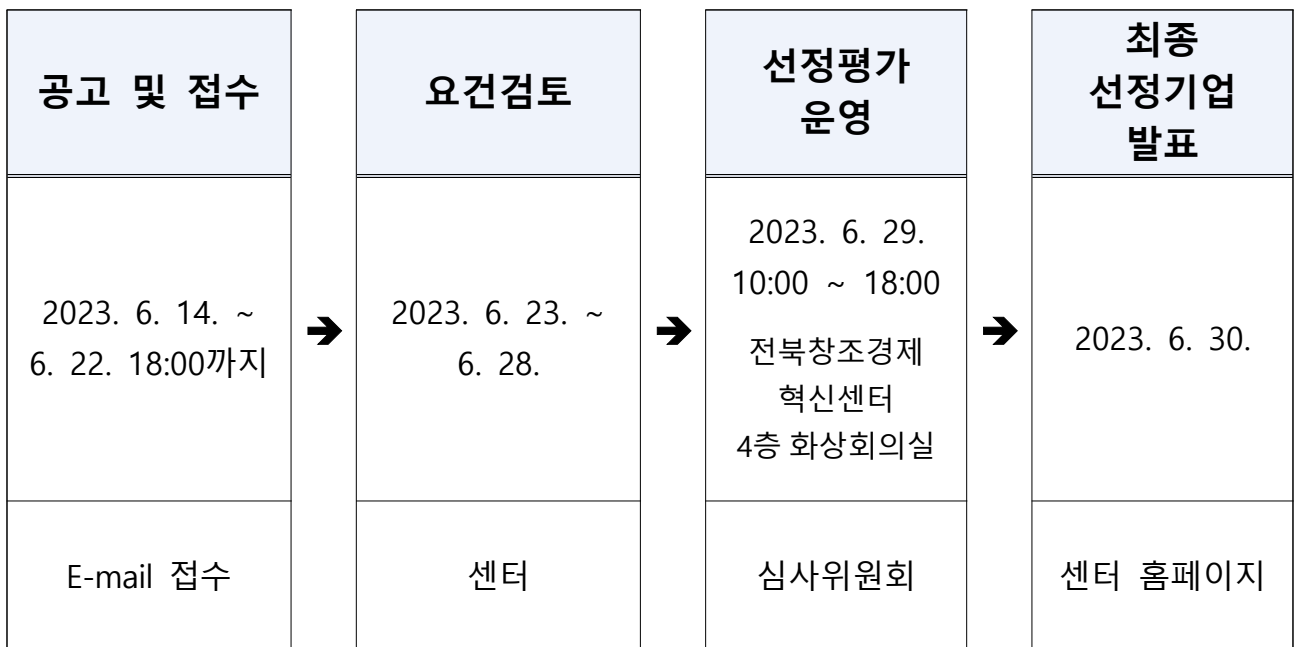 공고 및 접수
요건검토
선정평가
운영
최종
선정기업
발표
2023. 6. 14. ~
6. 22. 18:00까지
➔
2023. 6. 23. ~
6. 28.
➔
2023. 6. 29.
10:00 ~ 18:00
전북창조경제
혁신센터
4층 화상회의실
➔
2023. 6. 30.
E-mail 접수
센터
심사위원회
센터 홈페이지